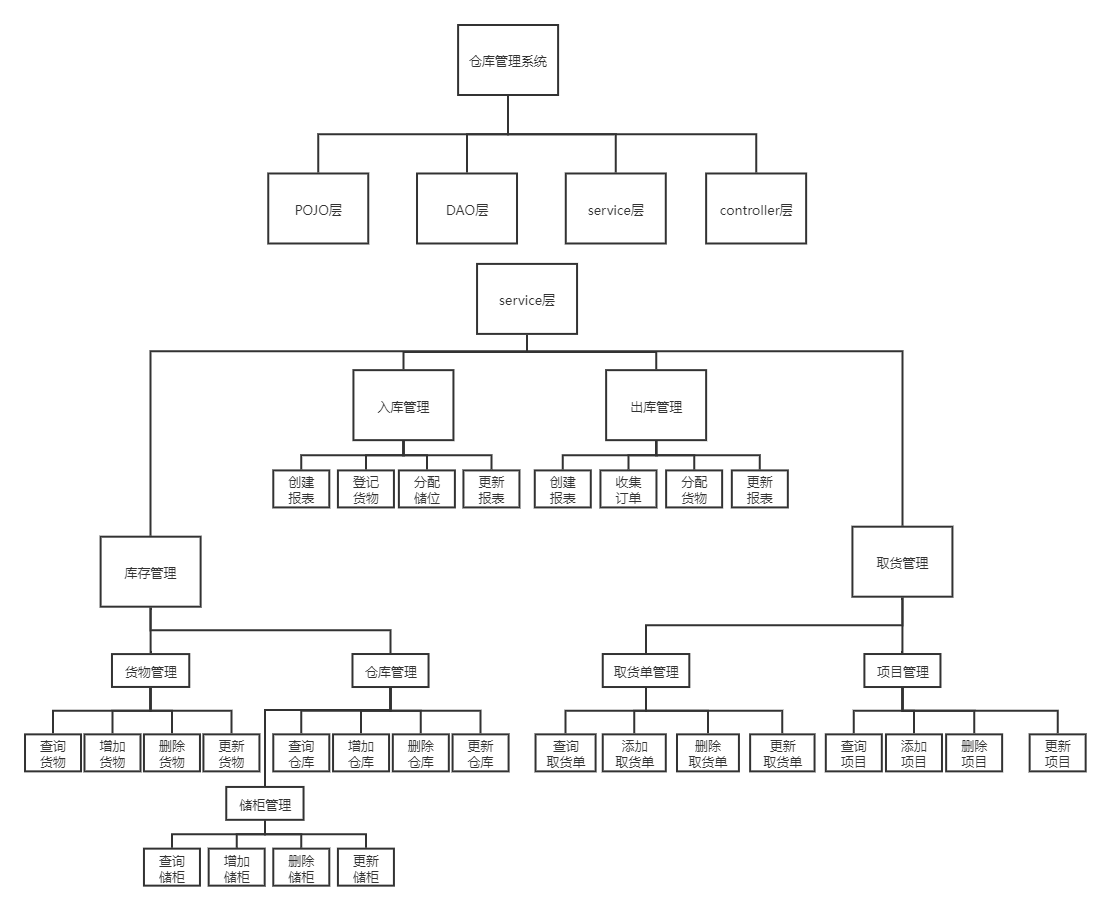 仓库管理系统
POJO层
DAO层
service层
controller层
service层
入库管理
出库管理
创建
报表
登记
货物
分配
储位
更新
报表
创建
报表
收集
订单
分配
货物
更新
报表
库存管理
取货管理
货物管理
仓库管理
取货单管理
项目管理
查询
货物
增加
货物
删除
货物
更新
货物
查询
仓库
增加
仓库
删除
仓库
更新
仓库
查询
取货单
添加
取货单
删除
取货单
更新
取货单
查询
项目
添加
项目
删除
项目
更新
项目
储柜管理
查询
储柜
增加
储柜
删除
储柜
更新
储柜